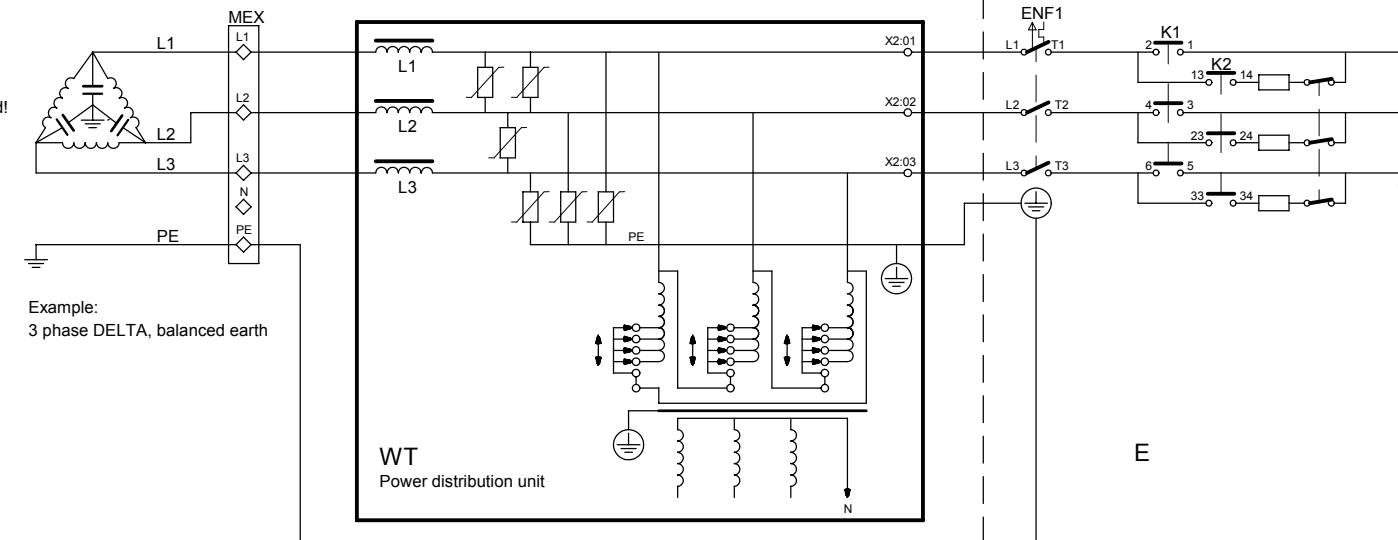 MEX
ENF1
L1
L1
L1
X2:01
L1
T1
K1
2
1
K2
13
14
d!
L2
L2
L2
X2:02
L2
T2
4
3
23
24
L3
L3
L3
X2:03
L3
T3
6
5
33
34
N
PE
PE
PE
Example:
3 phase DELTA, balanced earth
WT
Power distribution unit
N
E